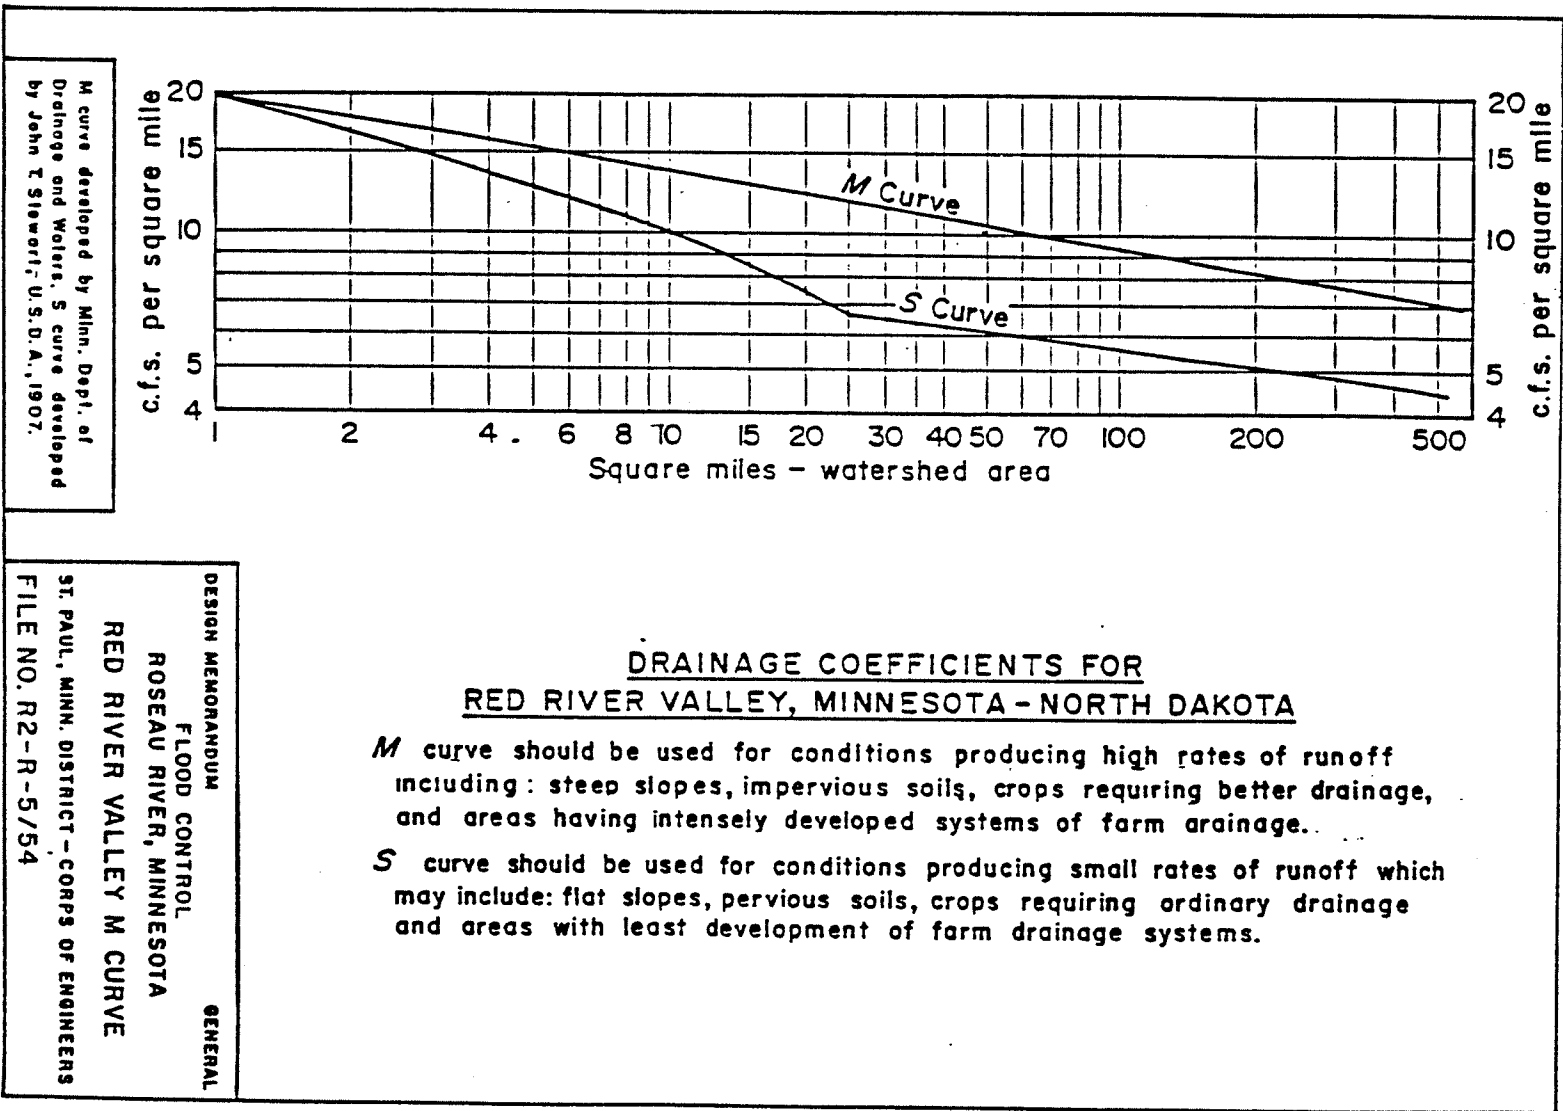 M curve developed by Minn. Dept. of
Drainage and Waters. S curve developed
by John T. Stewart, U.S.D.A., 1907.
c.f.s. per square mile
20
15
10
5
4
M Curve
S Curve
20
15
10
5
4
c.f.s. per square mile
1 2 4 6 8 10 15 20 30 40 50 70 100 200 500
Square miles – watershed area
DESIGN MEMORANDUM GENERAL
FLOOD CONTROL
ROSEAU RIVER, MINNESOTA
RED RIVER VALLEY M CURVE
ST. PAUL, MINN. DISTRICT – CORPS OF ENGINEERS
FILE NO. R2-R-5/54
DRAINAGE COEFFICIENTS FOR
RED RIVER VALLEY, MINNESOTA – NORTH DAKOTA
M curve should be used for conditions producing high rates of runoff
including: steep slopes, impervious soils, crops requiring better drainage,
and areas having intensely developed systems of farm drainage.
S curve should be used for conditions producing small rates of runoff which
may include: flat slopes, pervious soils, crops requiring ordinary drainage
and areas with least development of farm drainage systems.